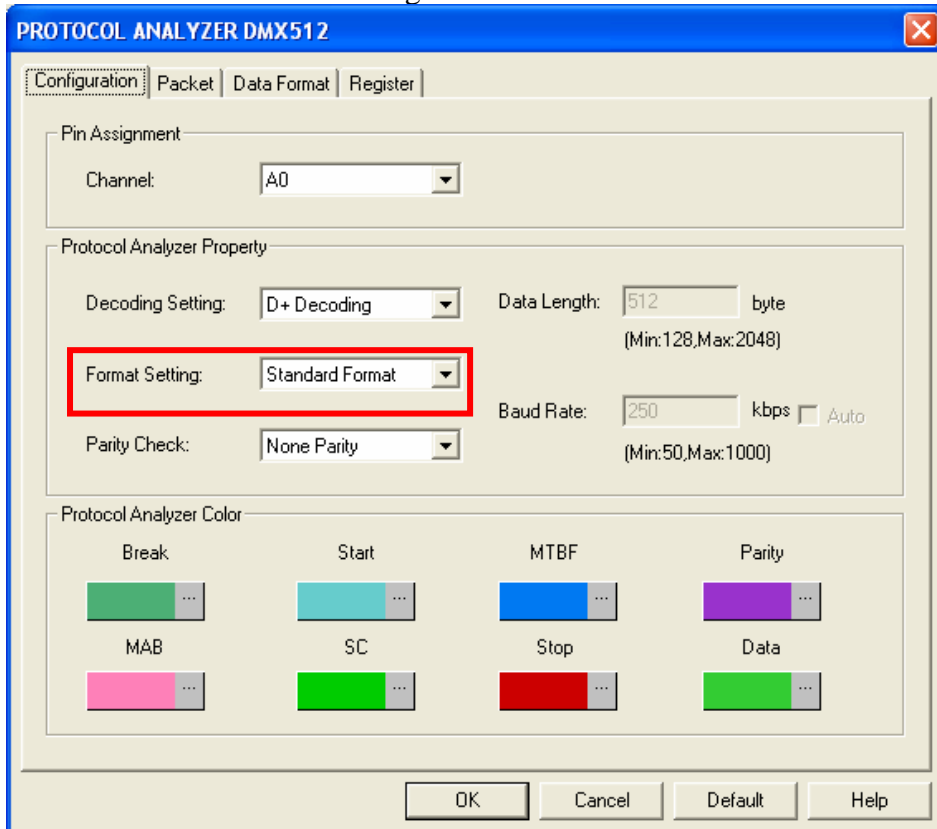 PROTOCOL ANALYZER DMX512
Configuration Packet Data Format Register
Pin Assignment
Channel: A0
Protocol Analyzer Property
Decoding Setting: D+ Decoding Data Length: 512 byte
(Min:128,Max:2048)
Format Setting: Standard Format
Baud Rate: 250 kbps Auto
Parity Check: None Parity
(Min:50,Max:1000)
Protocol Analyzer Color
Break Start MTBF Parity
... ... ... ...
MAB SC Stop Data
... ... ... ...
OK Cancel Default Help